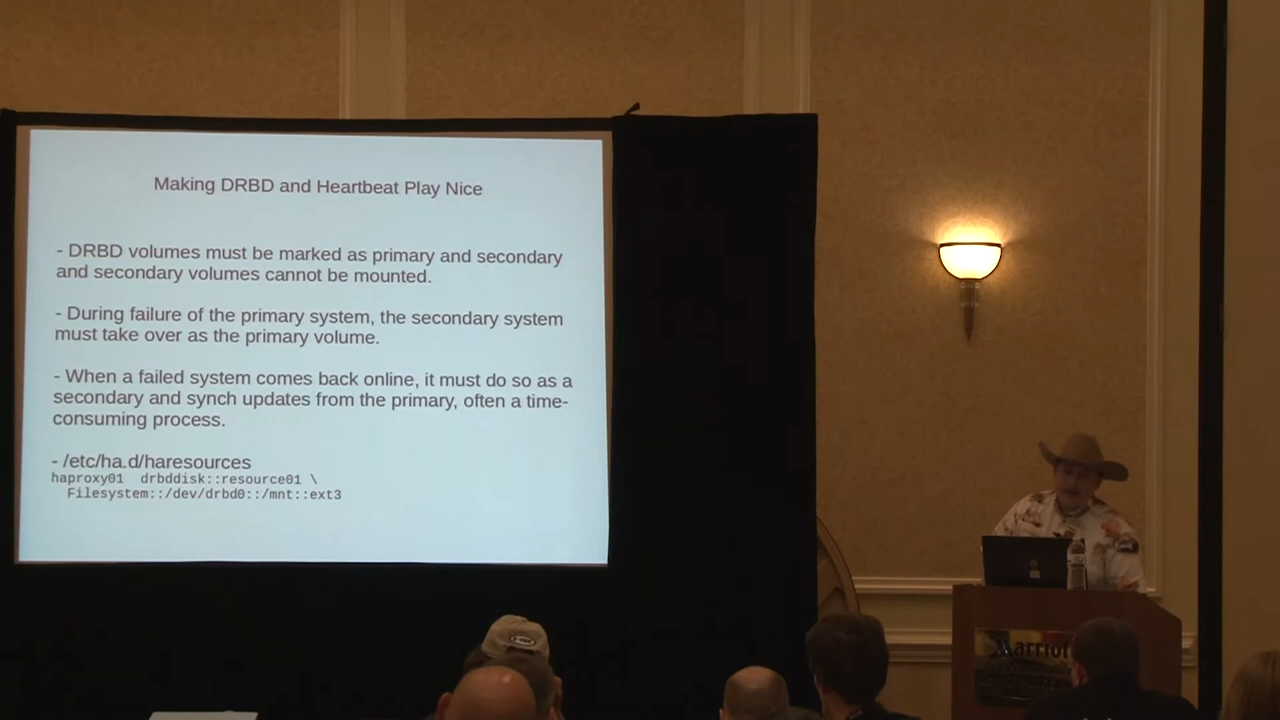 Making DRBD and Heartbeat Play Nice
- DRBD volumes must be marked as primary and secondary
and secondary volumes cannot be mounted.
- During failure of the primary system, the secondary system
must take over as the primary volume.
- When a failed system comes back online, it must do so as a
secondary and synch updates from the primary, often a time-
consuming process.
- /etc/ha.d/haresources
haproxy01  drbddisk::resource01 \
Filesystem::/dev/drbd0::/mnt::ext3
Marriot